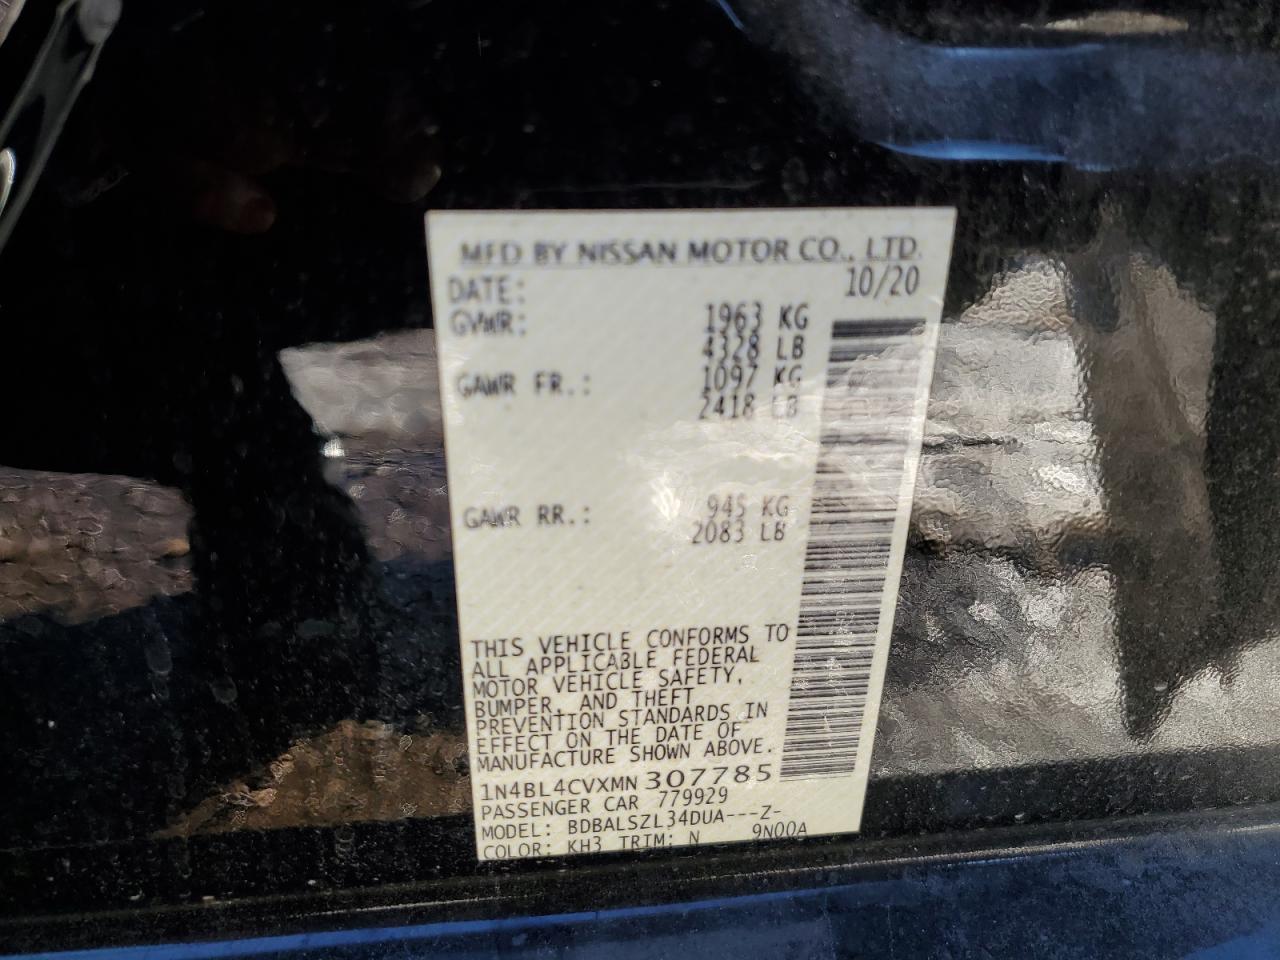 MFD BY NISSAN MOTOR CO., LTD.
DATE: 10/20
GVWR: 1963 KG
4328 LB
GAWR FR.: 1097 KG
2418 LB
GAWR RR.: 945 KG
2083 LB
THIS VEHICLE CONFORMS TO
ALL APPLICABLE FEDERAL
MOTOR VEHICLE SAFETY,
BUMPER, AND THEFT
PREVENTION STANDARDS IN
EFFECT ON THE DATE OF
MANUFACTURE SHOWN ABOVE.
1N4BL4CVXMN 307785
PASSENGER CAR 779929
MODEL: BDBALSZL34DUA---Z-
COLOR: KH3 TRIM: N 9N00A